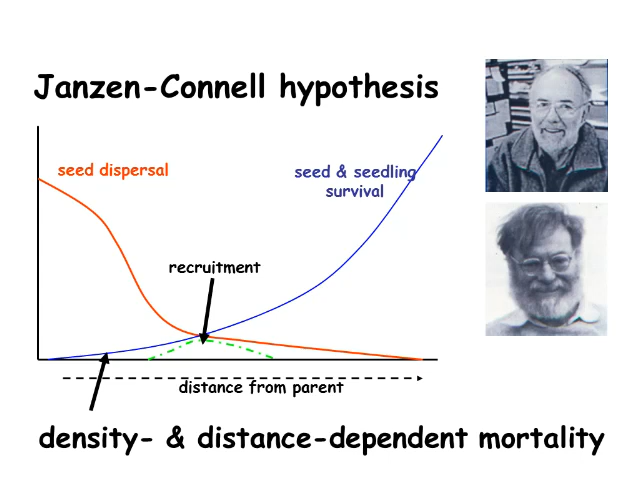 Janzen-Connell hypothesis
seed dispersal
seed & seedling
survival
recruitment
distance from parent
density- & distance-dependent mortality